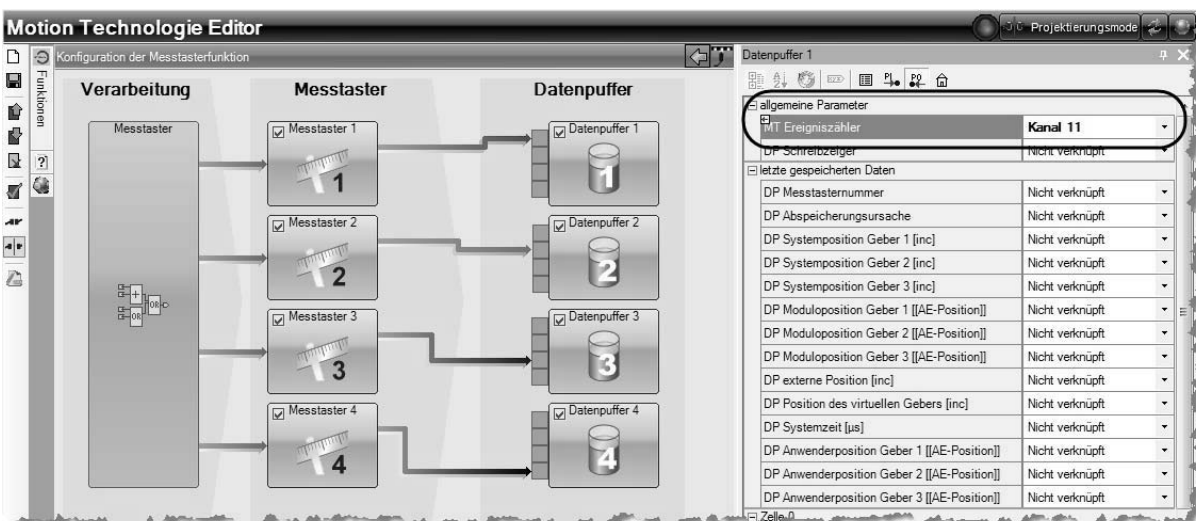 Motion Technologie Editor
Projektierungsmode
Konfiguration der Messtasterfunktion
Funktionen
Verarbeitung
Messtaster
Datenpuffer
Messtaster
+
OR
OR
Messtaster 1
1
Messtaster 2
2
Messtaster 3
3
Messtaster 4
4
Datenpuffer 1
1
Datenpuffer 2
2
Datenpuffer 3
3
Datenpuffer 4
4
Datenpuffer 1
allgemeine Parameter
MT Ereigniszähler Kanal 11
DP Schreibzeiger Nicht verknüpft
letzte gespeicherten Daten
DP Messtasternummer Nicht verknüpft
DP Abspeicherungsursache Nicht verknüpft
DP Systemposition Geber 1 [inc] Nicht verknüpft
DP Systemposition Geber 2 [inc] Nicht verknüpft
DP Systemposition Geber 3 [inc] Nicht verknüpft
DP Moduloposition Geber 1 [[AE-Position]] Nicht verknüpft
DP Moduloposition Geber 2 [[AE-Position]] Nicht verknüpft
DP Moduloposition Geber 3 [[AE-Position]] Nicht verknüpft
DP externe Position [inc] Nicht verknüpft
DP Position des virtuellen Gebers [inc] Nicht verknüpft
DP Systemzeit [µs] Nicht verknüpft
DP Anwenderposition Geber 1 [[AE-Position]] Nicht verknüpft
DP Anwenderposition Geber 2 [[AE-Position]] Nicht verknüpft
DP Anwenderposition Geber 3 [[AE-Position]] Nicht verknüpft
Zelle 0